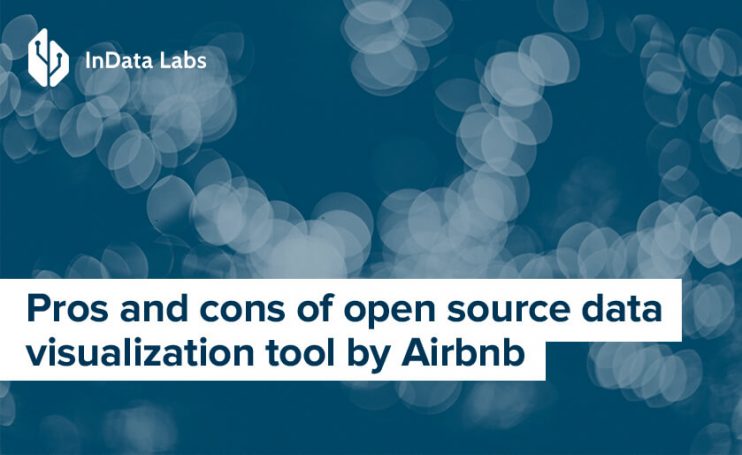 InData Labs
Pros and cons of open source data
visualization tool by Airbnb